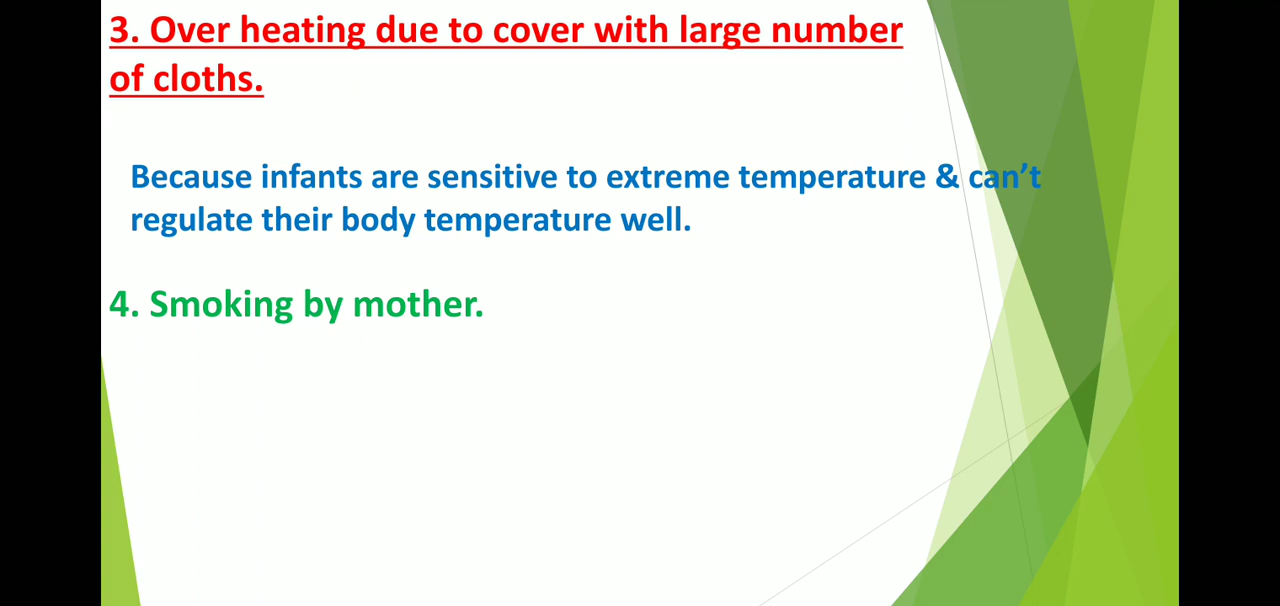 3. Over heating due to cover with large number
of cloths.
Because infants are sensitive to extreme temperature & can’t
regulate their body temperature well.
4. Smoking by mother.